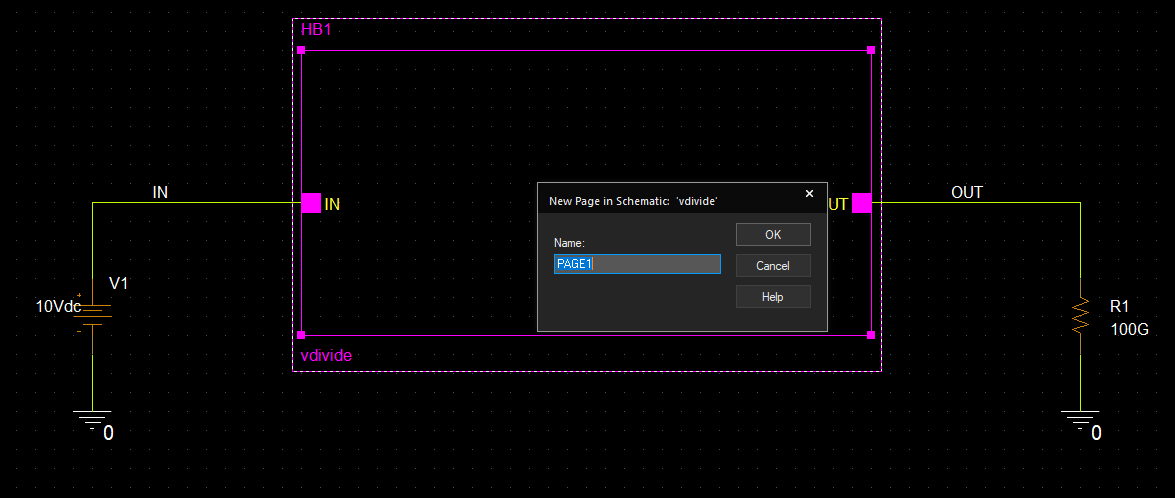 HB1
New Page in Schematic: 'vdivide'
IN
IN
UT
OUT
OK
Name:
PAGE1
Cancel
Help
V1
10Vdc
+
-
R1
100G
vdivide
0
0